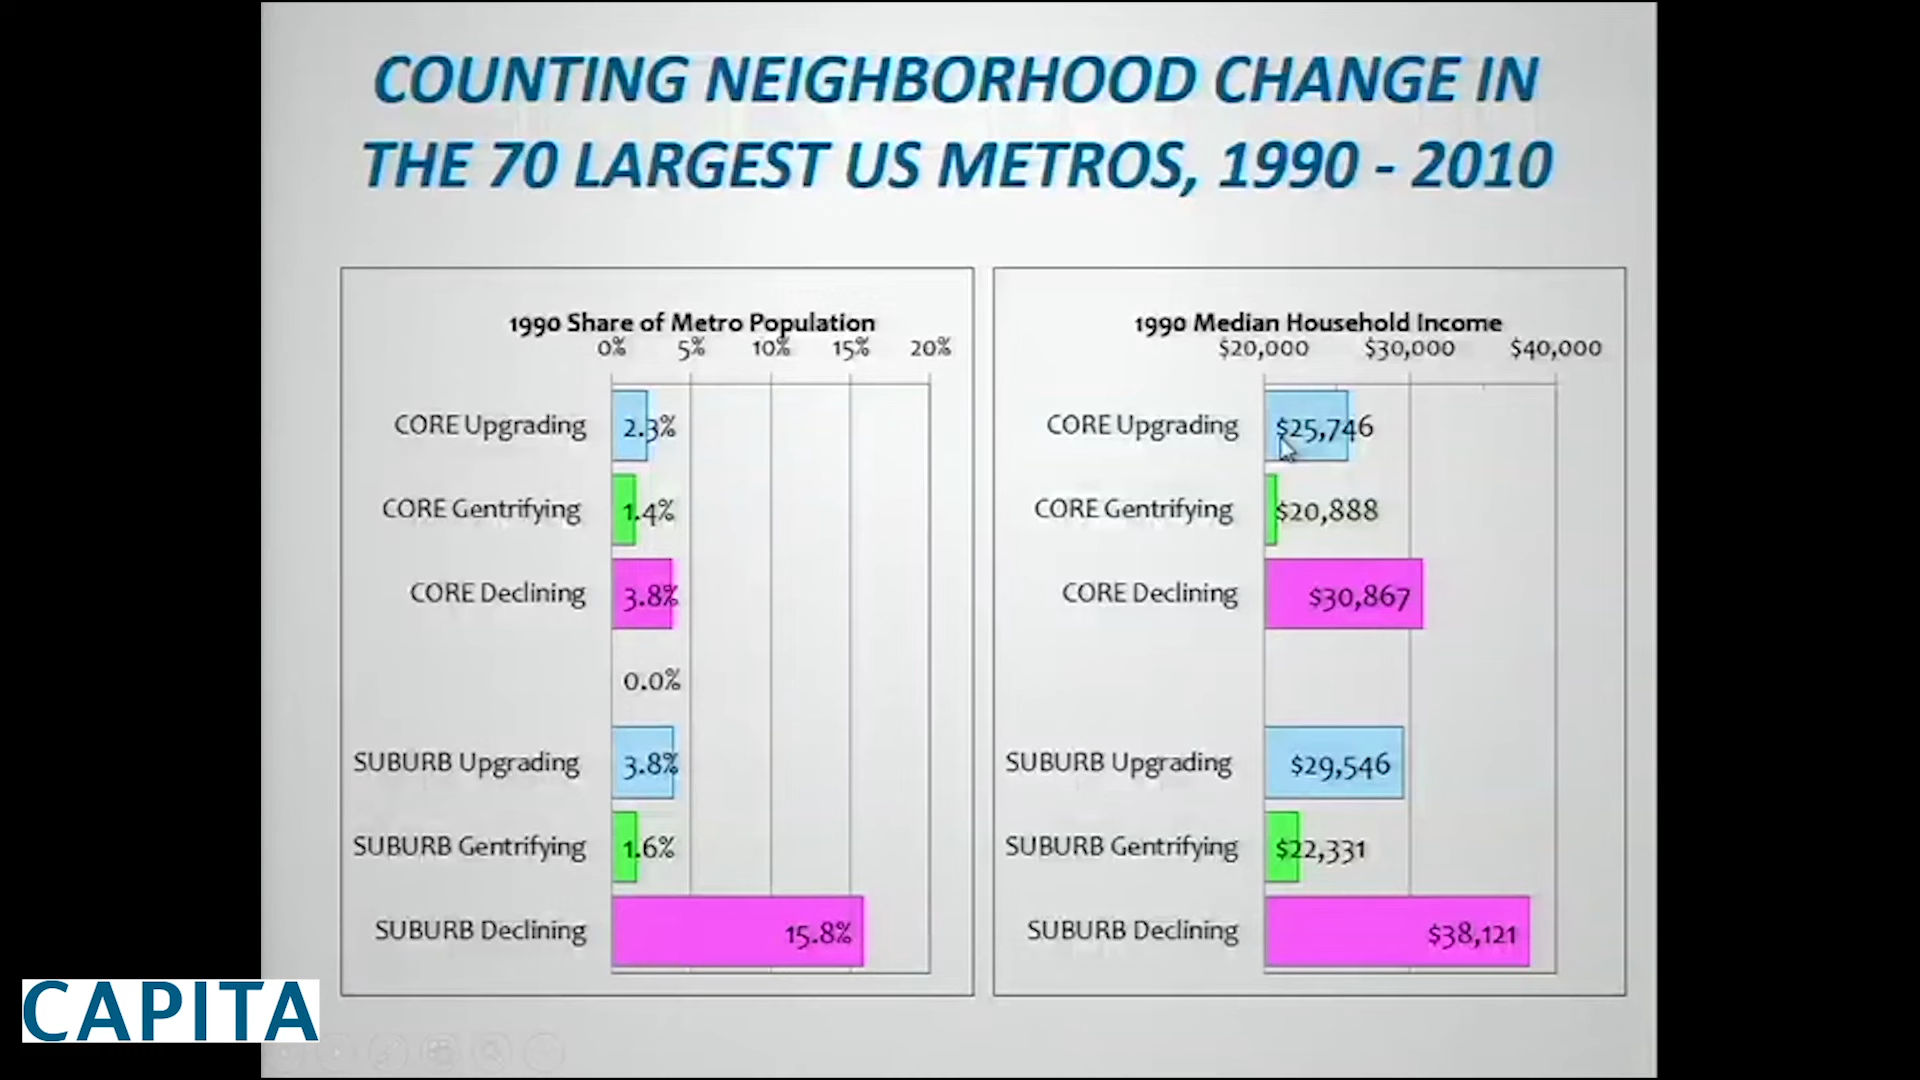 COUNTING NEIGHBORHOOD CHANGE IN
THE 70 LARGEST US METROS, 1990 - 2010
1990 Share of Metro Population
0% 5% 10% 15% 20%
CORE Upgrading 2.3%
CORE Gentrifying 1.4%
CORE Declining 3.8%
0.0%
SUBURB Upgrading 3.8%
SUBURB Gentrifying 1.6%
SUBURB Declining 15.8%
1990 Median Household Income
$20,000 $30,000 $40,000
CORE Upgrading $25,746
CORE Gentrifying $20,888
CORE Declining $30,867
SUBURB Upgrading $29,546
SUBURB Gentrifying $22,331
SUBURB Declining $38,121
CAPITA